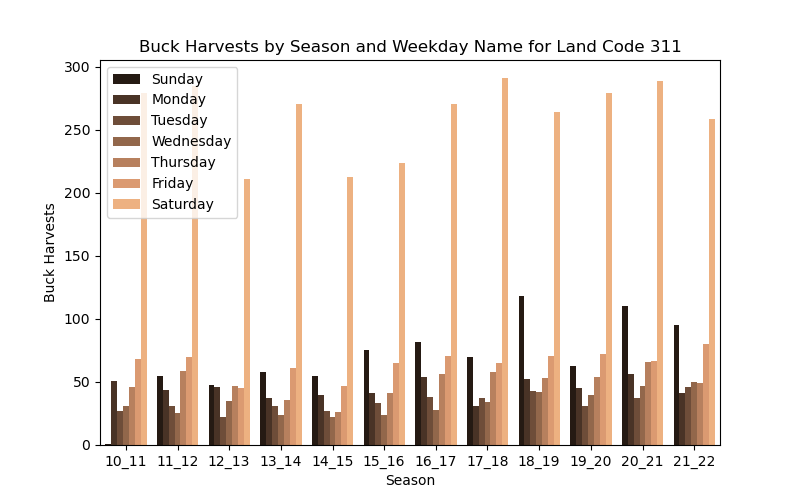 Buck Harvests by Season and Weekday Name for Land Code 311
300
250
200
150
100
50
0
Buck Harvests
Sunday
Monday
Tuesday
Wednesday
Thursday
Friday
Saturday
10_11 11_12 12_13 13_14 14_15 15_16 16_17 17_18 18_19 19_20 20_21 21_22
Season